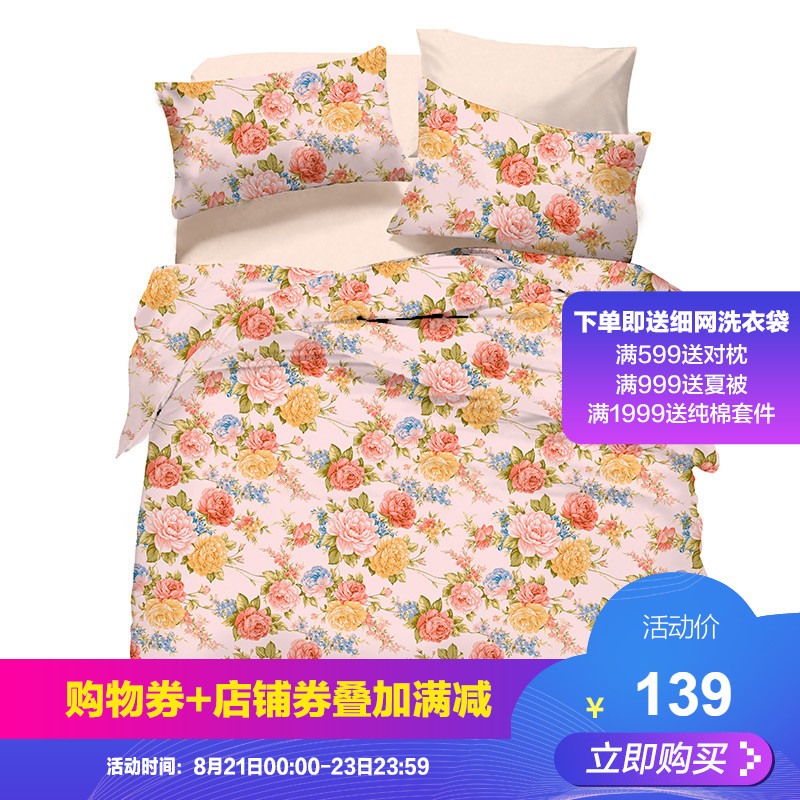 下单即送细网洗衣袋
满599送对枕
满999送夏被
满1999送纯棉套件
活动价
¥ 139
购物券+店铺券叠加满减
立即购买
活动时间：8月21日00:00-23日23:59